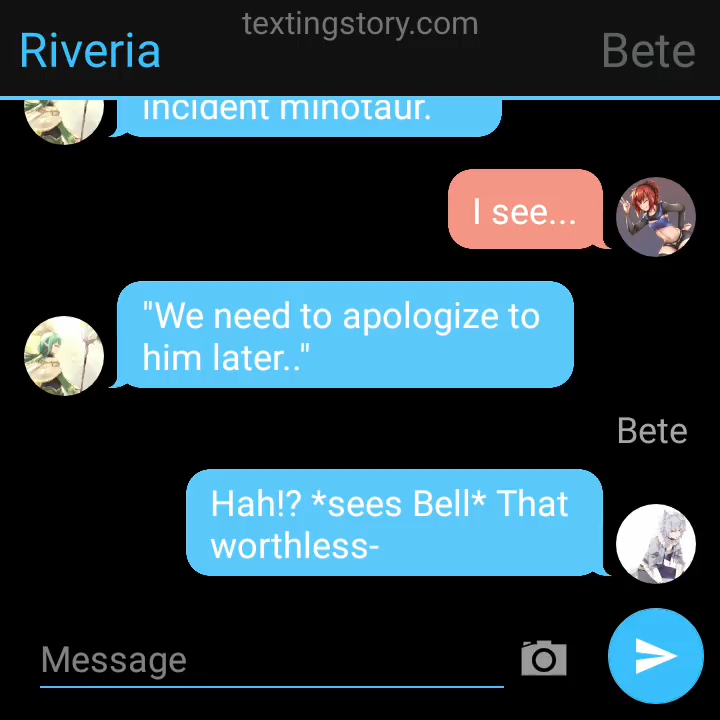 textingstory.com
Riveria
Bete
incident minotaur.
I see...
"We need to apologize to
him later.."
Bete
Hah!? *sees Bell* That
worthless-
Message